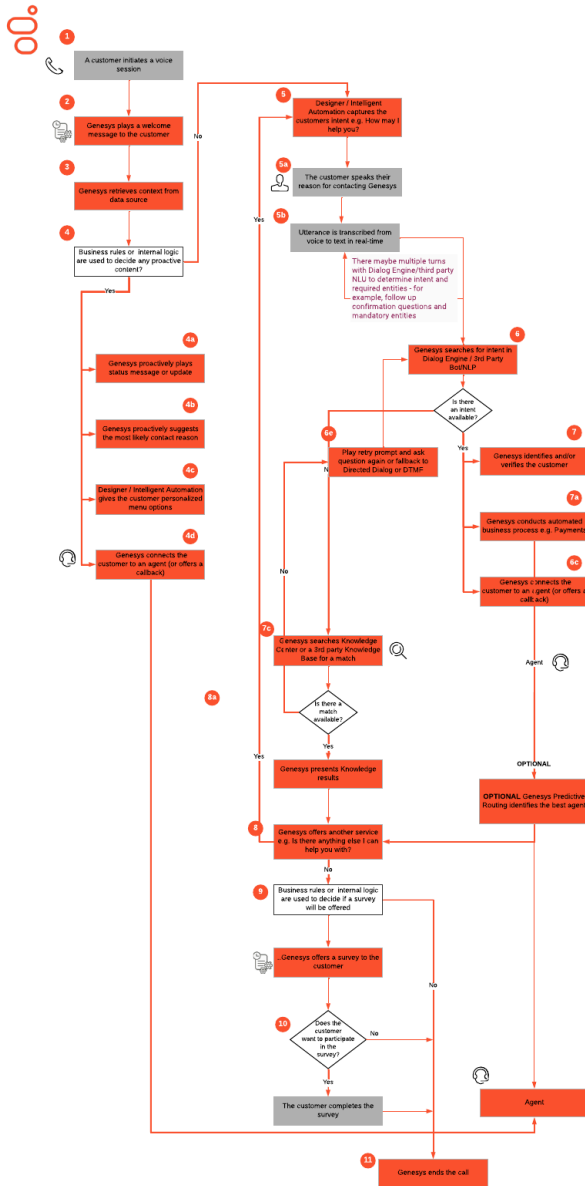 1
A customer initiates a voice
session
2
Genesys plays a welcome
message to the customer
3
Genesys retrieves context from
data source
4
Business rules or internal logic
are used to decide any proactive
content?
No
Yes
4a
Genesys proactively plays
status message or update
4b
Genesys proactively suggests
the most likely contact reason
4c
Designer / Intelligent Automation
gives the customer personalized
menu options
4d
Genesys connects the
customer to an agent (or offers a
callback)
5
Designer / Intelligent
Automation captures the
customers intent e.g. How may I
help you?
5a
The customer speaks their
reason for contacting Genesys
5b
Utterance is transcribed from
voice to text in real-time
Yes
There maybe multiple turns
with Dialog Engine/third party
NLU to determine intent and
required entities - for
example, follow up
confirmation questions and
mandatory entities
6
Genesys searches for intent in
Dialog Engine / 3rd Party
Bot/NLP
Is there
an intent
available?
6e
Play retry prompt and ask
question again or fallback to
Directed Dialog or DTMF
N
Yes
7
Genesys identifies and/or
verifies the customer
7a
Genesys conducts automated
business process e.g. Payments
6c
Genesys connects the
customer to an agent (or offers a
callback)
No
7c
Genesys searches Knowledge
Center or a 3rd party Knowledge
Base for a match
Agent
8a
Is there a
match
available?
Yes
Yes
Genesys presents Knowledge
results
OPTIONAL
OPTIONAL Genesys Predictive
Routing identifies the best agent
8
Genesys offers another service
e.g. Is there anything else I can
help you with?
No
9
Business rules or internal logic
are used to decide if a survey
will be offered
...Genesys offers a survey to the
customer
No
10
Does the
customer
want to participate
in the
survey?
No
Yes
The customer completes the
survey
Agent
11
Genesys ends the call